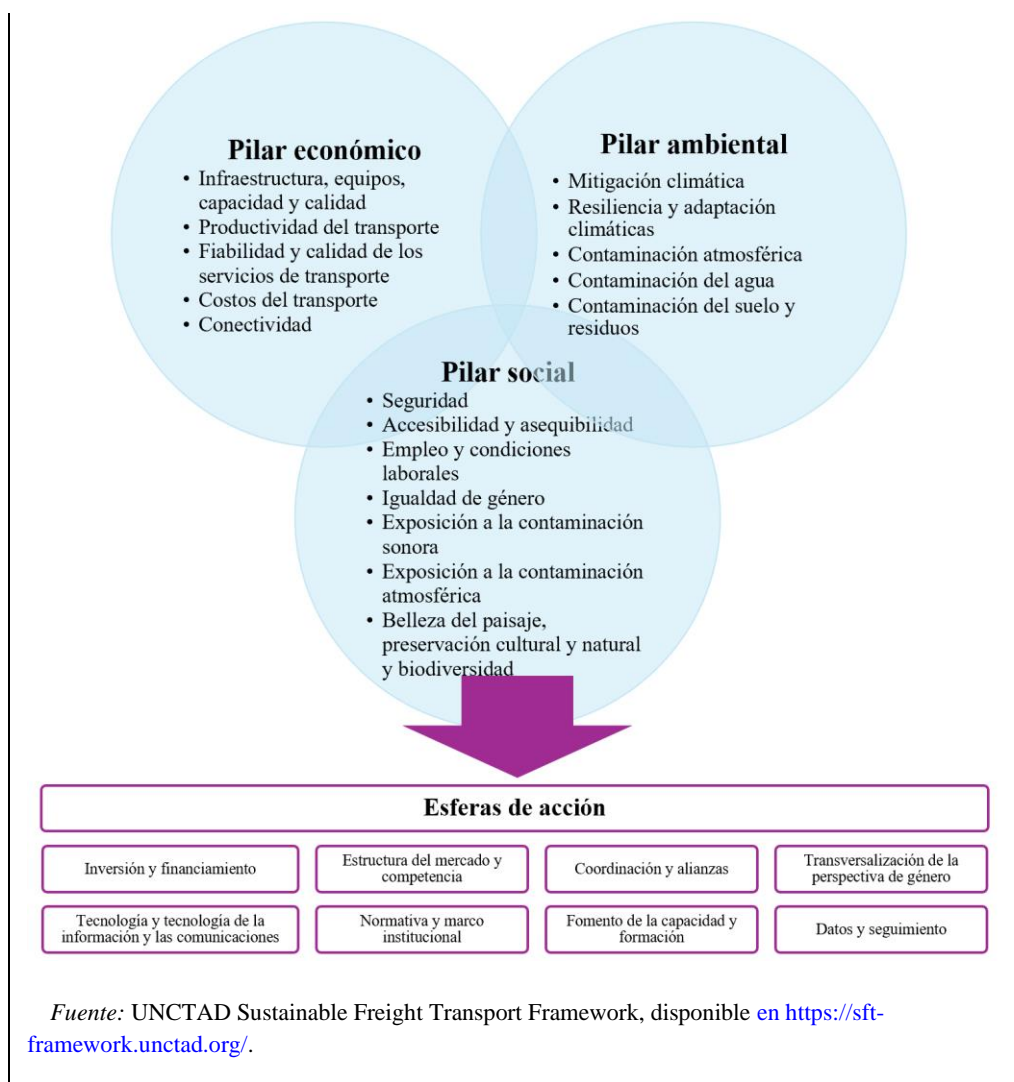 Pilar económico
• Infraestructura, equipos,
capacidad y calidad
• Productividad del transporte
• Fiabilidad y calidad de los
servicios de transporte
• Costos del transporte
• Conectividad
Pilar ambiental
• Mitigación climática
• Resiliencia y adaptación
climáticas
• Contaminación atmosférica
• Contaminación del agua
• Contaminación del suelo y
residuos
Pilar social
• Seguridad
• Accesibilidad y asequibilidad
• Empleo y condiciones
laborales
• Igualdad de género
• Exposición a la contaminación
sonora
• Exposición a la contaminación
atmosférica
• Belleza del paisaje,
preservación cultural y natural
y biodiversidad
Esferas de acción
Inversión y financiamiento
Estructura del mercado y
competencia
Coordinación y alianzas
Transversalización de la
perspectiva de género
Tecnología y tecnología de la
información y las comunicaciones
Normativa y marco
institucional
Fomento de la capacidad y
formación
Datos y seguimiento
Fuente: UNCTAD Sustainable Freight Transport Framework, disponible en https://sft-
framework.unctad.org/.